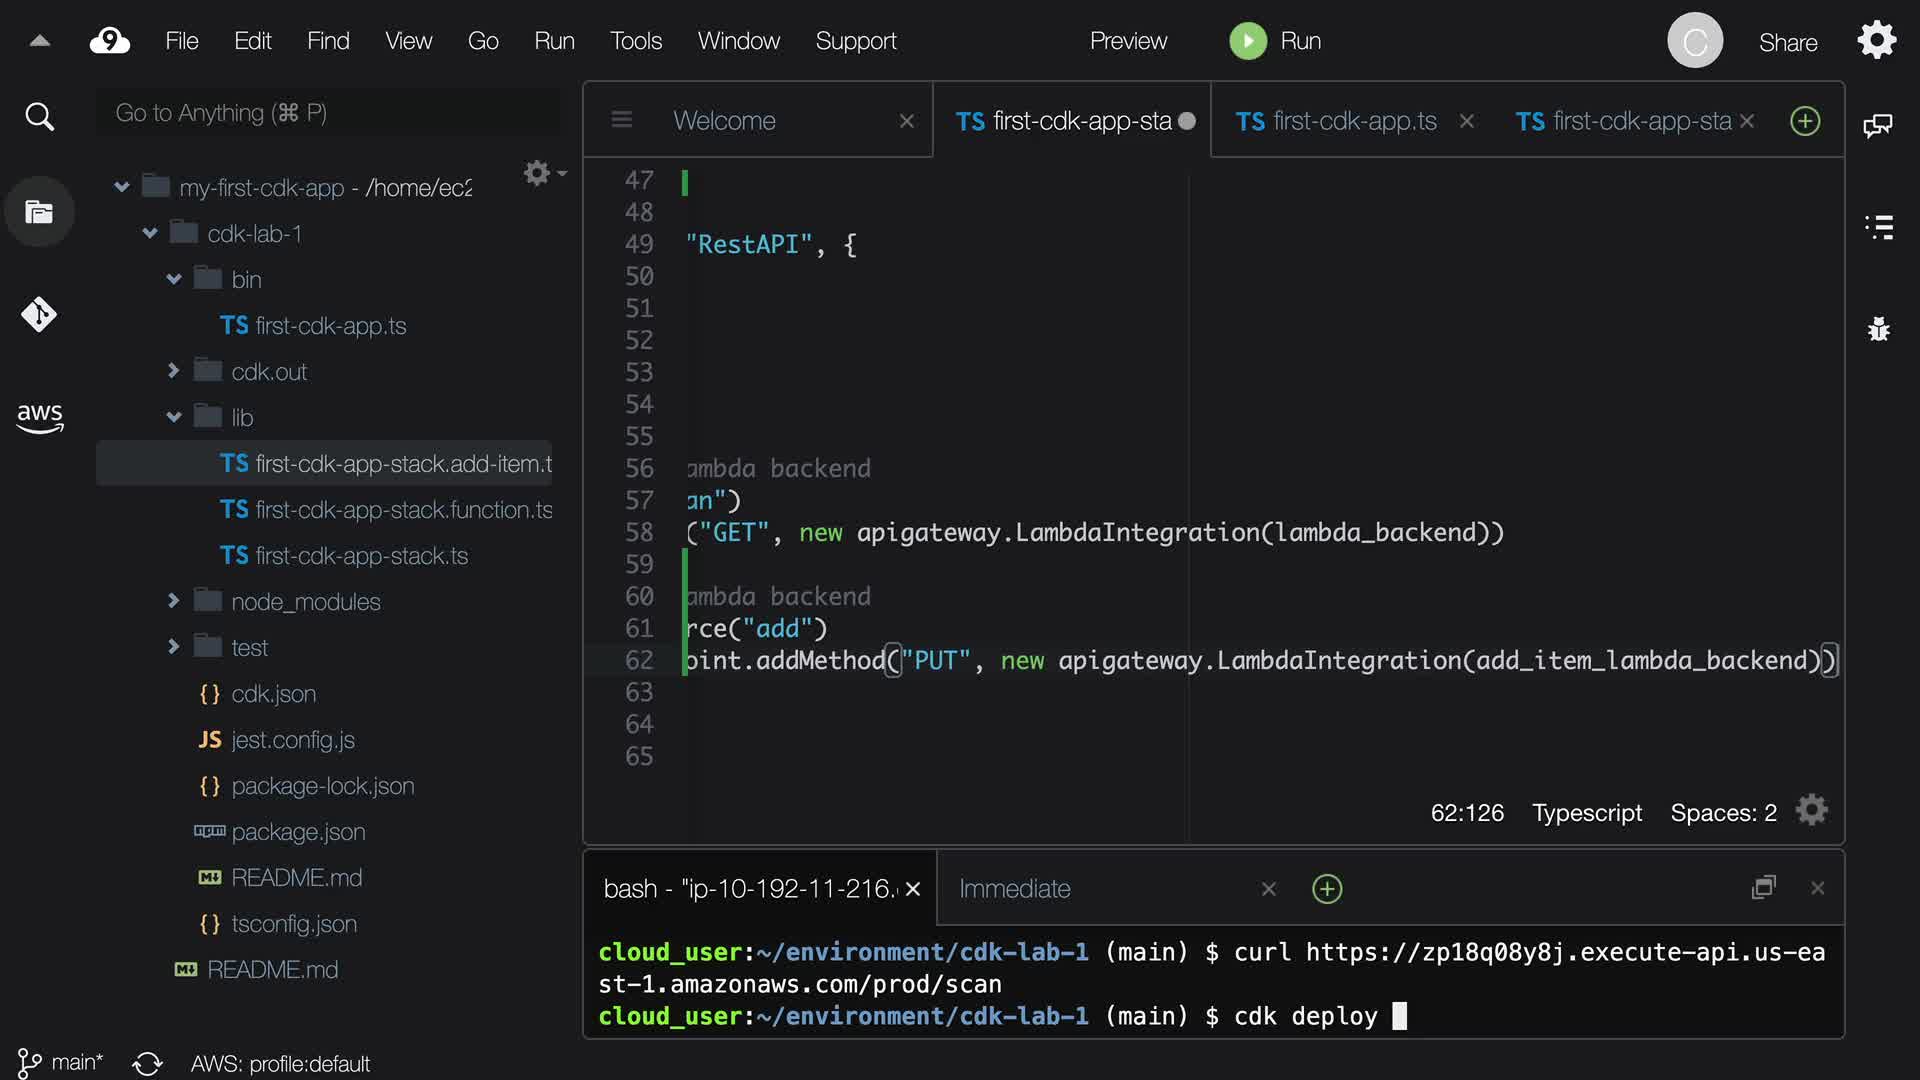 9 File Edit Find View Go Run Tools Window Support Preview Run C Share
Go to Anything (⌘ P)
Welcome
TS first-cdk-app-sta
TS first-cdk-app.ts
TS first-cdk-app-sta
my-first-cdk-app - /home/ec2
cdk-lab-1
bin
TS first-cdk-app.ts
cdk.out
lib
TS first-cdk-app-stack.add-item.t
TS first-cdk-app-stack.function.ts
TS first-cdk-app-stack.ts
node_modules
test
{} cdk.json
JS jest.config.js
{} package-lock.json
npm package.json
M↓ README.md
{} tsconfig.json
M↓ README.md
aws
47
48
49 "RestAPI", {
50
51
52
53
54
55
56 ambda backend
57 an")
58 ("GET", new apigateway.LambdaIntegration(lambda_backend))
59
60 ambda backend
61 rce("add")
62 oint.addMethod("PUT", new apigateway.LambdaIntegration(add_item_lambda_backend))
63
64
65
62:126 Typescript Spaces: 2
bash - "ip-10-192-11-216.
Immediate
cloud_user:~/environment/cdk-lab-1 (main) $ curl https://zp18q08y8j.execute-api.us-ea
st-1.amazonaws.com/prod/scan
cloud_user:~/environment/cdk-lab-1 (main) $ cdk deploy
main* AWS: profile:default